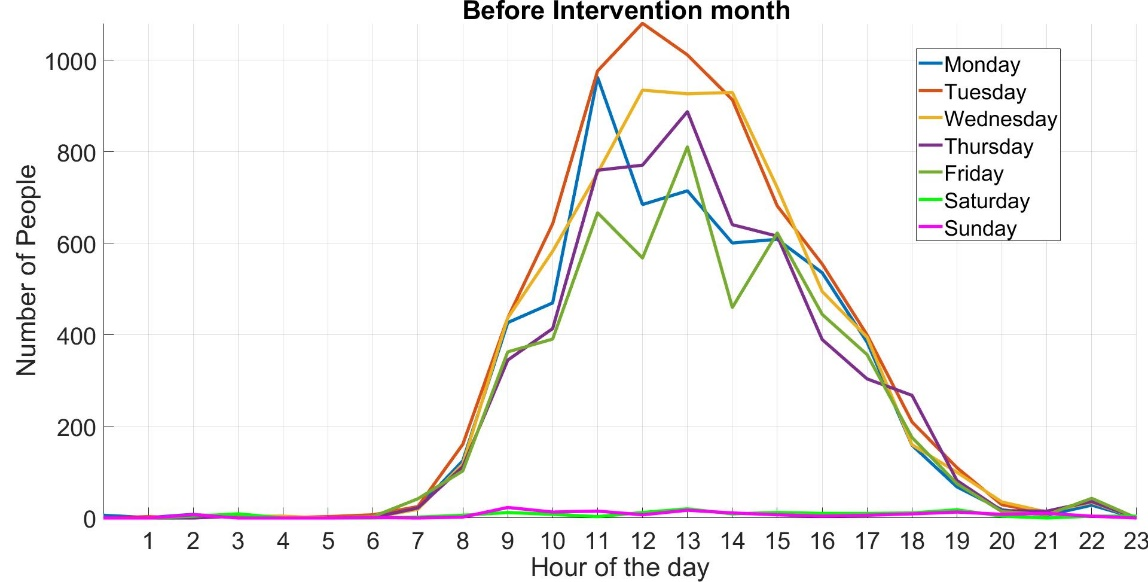 Before Intervention month
Number of People
1000
800
600
400
200
0
Monday
Tuesday
Wednesday
Thursday
Friday
Saturday
Sunday
1 2 3 4 5 6 7 8 9 10 11 12 13 14 15 16 17 18 19 20 21 22 23
Hour of the day